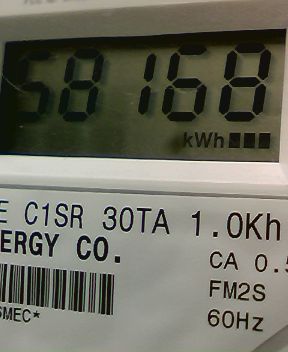 58168
kWh
E C1SR 30TA 1.0Kh
ERGY CO.
CA 0.5
FM2S
SMEC*
60Hz